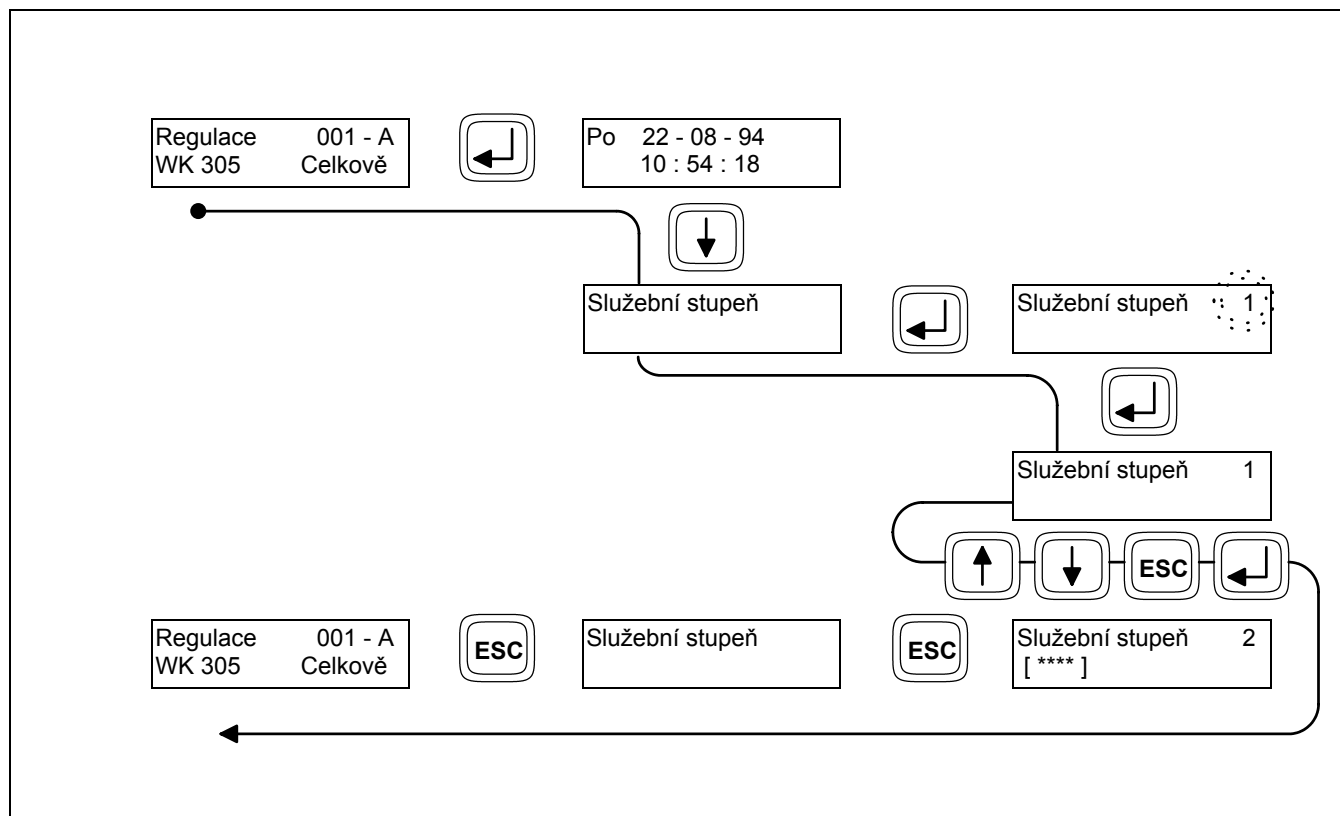 Regulace 001 - A
WK 305 Celkově
Po 22 - 08 - 94
10 : 54 : 18
Služební stupeň
Služební stupeň 1
Služební stupeň 1
ESC
Regulace 001 - A
WK 305 Celkově
ESC
Služební stupeň
ESC
Služební stupeň 2
[ **** ]